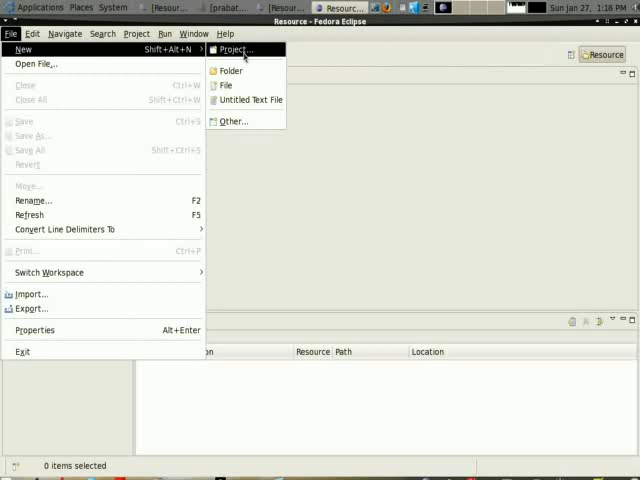 Applications Places System [Resour... [prabat... [Resour... Resourc... Sun Jan 27, 1:18 PM
Resource - Fedora Eclipse
File Edit Navigate Search Project Run Window Help
New Shift+Alt+N
Open File...
Close Ctrl+W
Close All Shift+Ctrl+W
Save Ctrl+S
Save As...
Save All Shift+Ctrl+S
Revert
Move...
Rename... F2
Refresh F5
Convert Line Delimiters To
Print... Ctrl+P
Switch Workspace
Import...
Export...
Properties Alt+Enter
Exit
Project...
Folder
File
Untitled Text File
Other...
Resource
on Resource Path Location
0 items selected